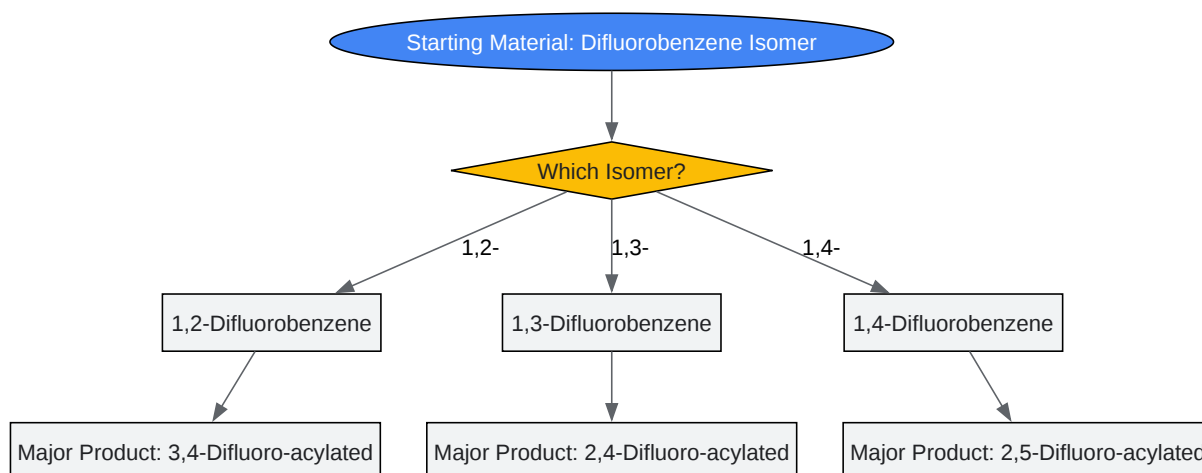 Starting Material: Difluorobenzene Isomer
Which Isomer?
1,2-
1,3-
1,4-
1,2-Difluorobenzene
1,3-Difluorobenzene
1,4-Difluorobenzene
Major Product: 3,4-Difluoro-acylated
Major Product: 2,4-Difluoro-acylated
Major Product: 2,5-Difluoro-acylated